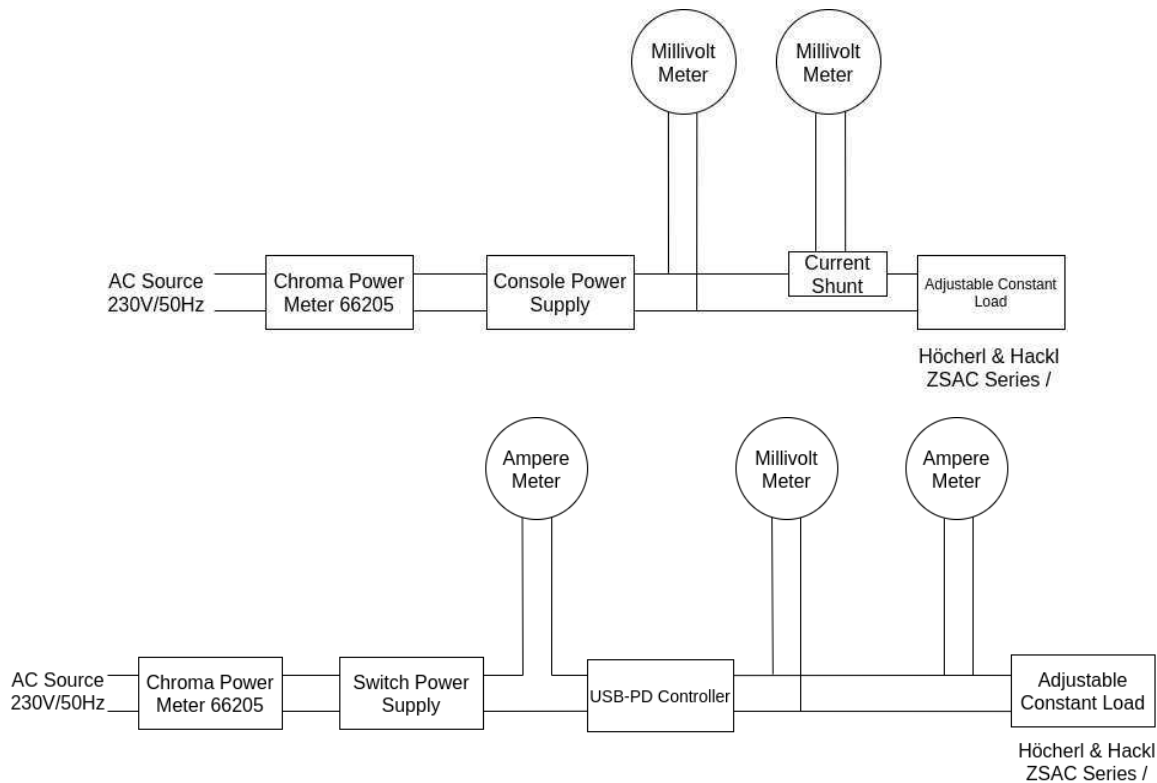 Millivolt
Meter
Millivolt
Meter
AC Source
230V/50Hz
Chroma Power
Meter 66205
Console Power
Supply
Current
Shunt
Adjustable Constant
Load
Höcherl & Hackl
ZSAC Series /
Ampere
Meter
Millivolt
Meter
Ampere
Meter
AC Source
230V/50Hz
Chroma Power
Meter 66205
Switch Power
Supply
USB-PD Controller
Adjustable
Constant Load
Höcherl & Hackl
ZSAC Series /